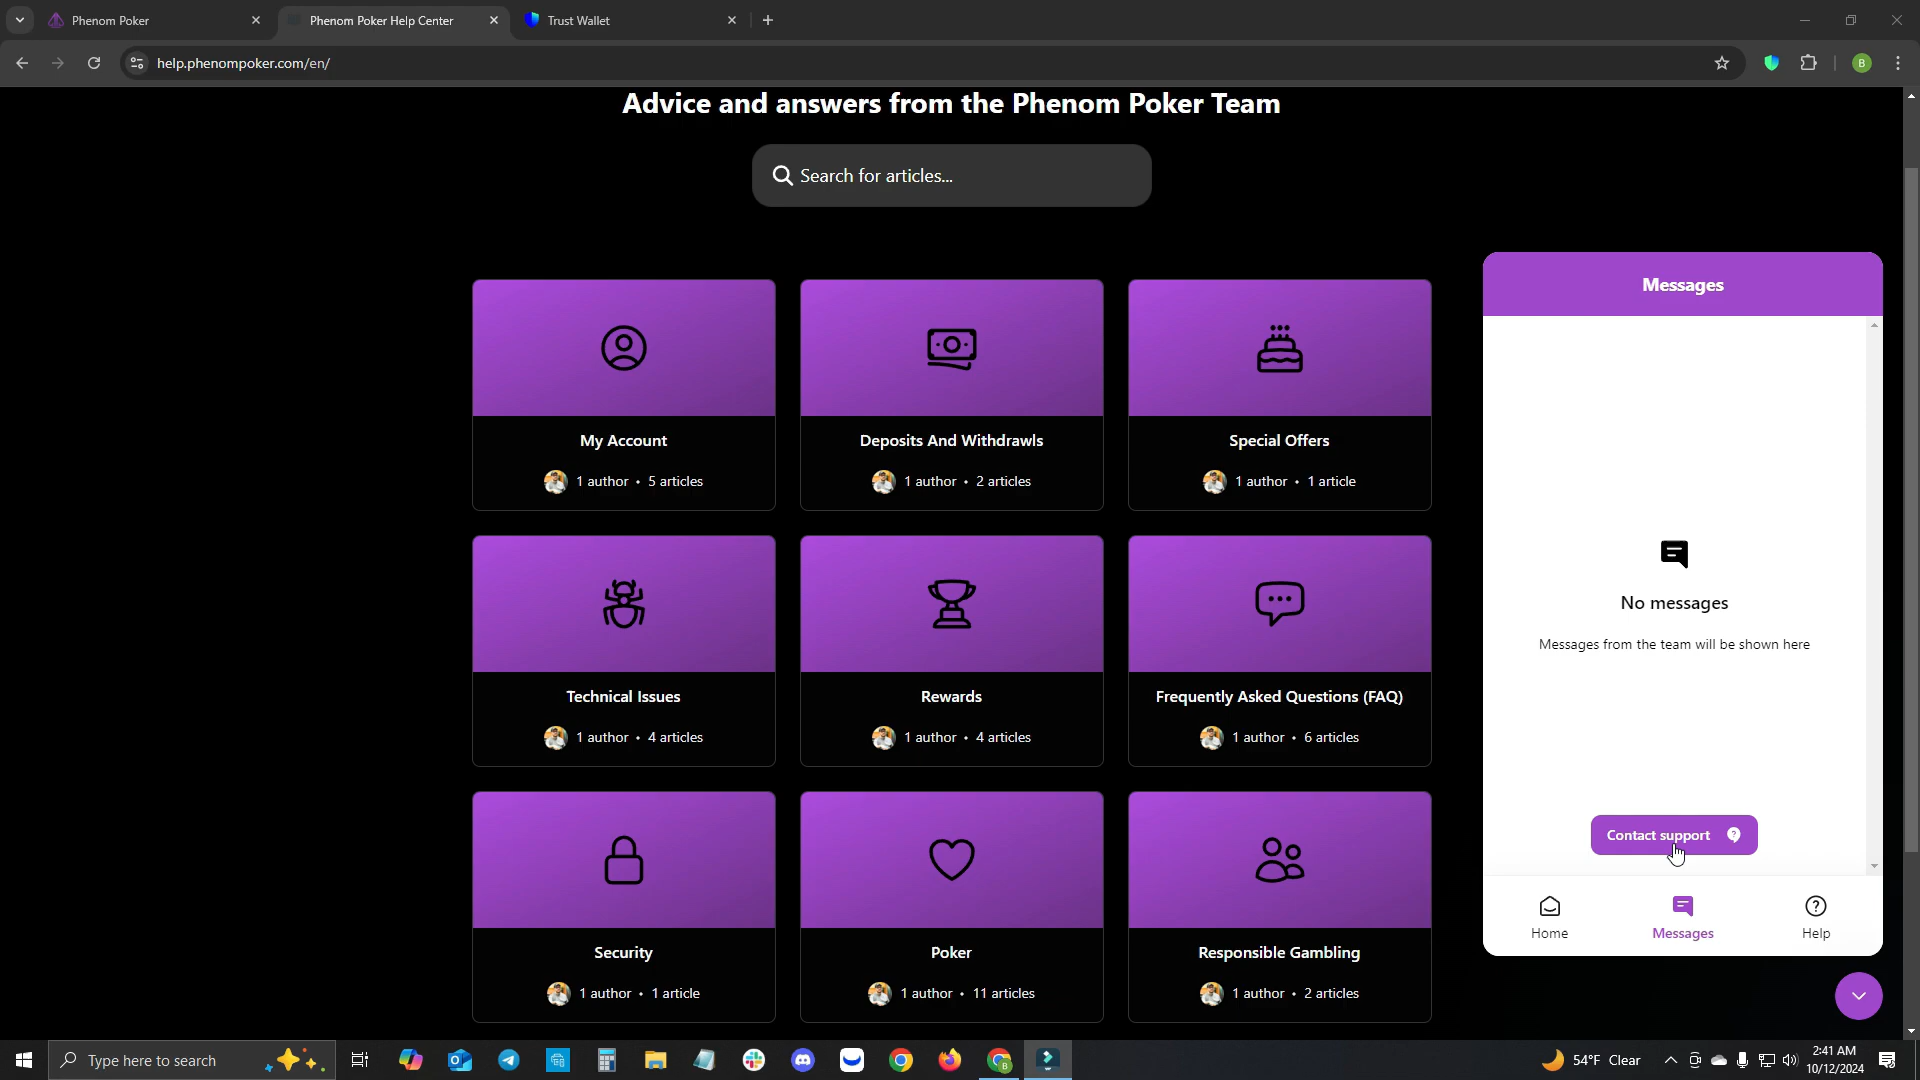 Phenom Poker
Phenom Poker Help Center
Trust Wallet
help.phenompoker.com/en/
B
Advice and answers from the Phenom Poker Team
Search for articles...
My Account
1 author • 5 articles
Deposits And Withdrawls
1 author • 2 articles
Special Offers
1 author • 1 article
Technical Issues
1 author • 4 articles
Rewards
1 author • 4 articles
Frequently Asked Questions (FAQ)
1 author • 6 articles
Security
1 author • 1 article
Poker
1 author • 11 articles
Responsible Gambling
1 author • 2 articles
Messages
No messages
Messages from the team will be shown here
Contact support
Home
Messages
Help
Type here to search
54°F Clear
2:41 AM
10/12/2024